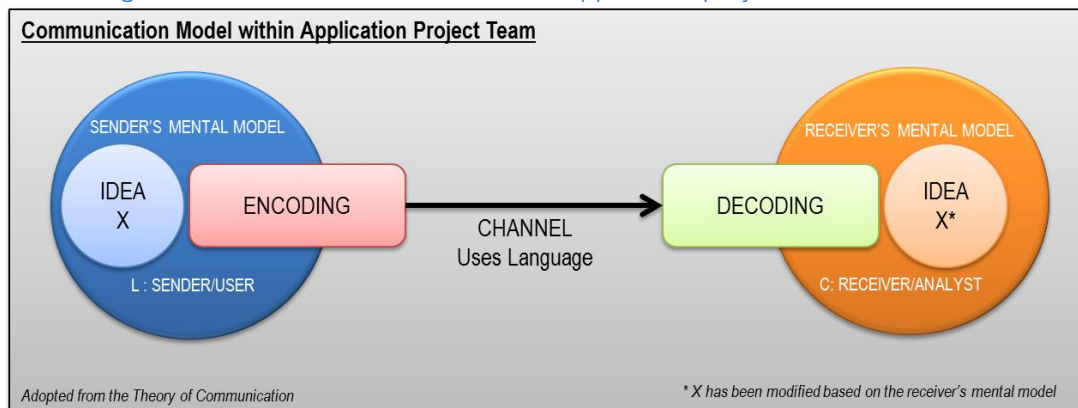 Communication Model within Application Project Team
SENDER'S MENTAL MODEL
IDEA
X
ENCODING
L : SENDER/USER
CHANNEL
Uses Language
DECODING
RECEIVER'S MENTAL MODEL
IDEA
X*
C: RECEIVER/ANALYST
Adopted from the Theory of Communication
* X has been modified based on the receiver's mental model